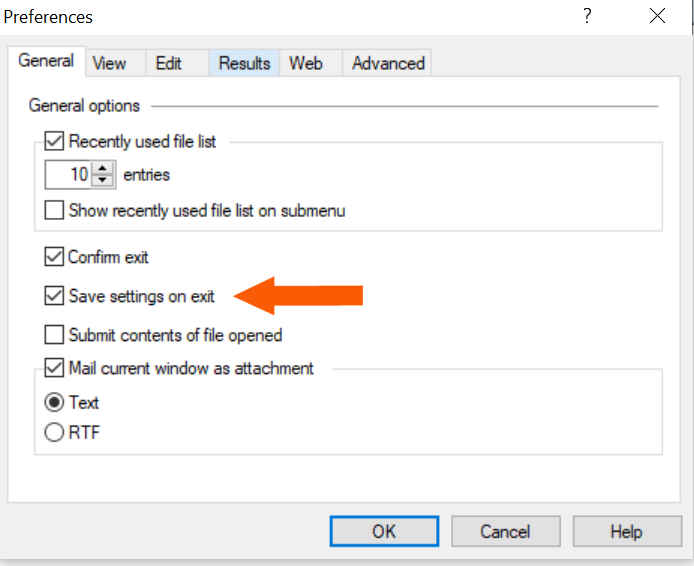 Preferences ?
General View Edit Results Web Advanced
General options
Recently used file list
10 entries
Show recently used file list on submenu
Confirm exit
Save settings on exit
Submit contents of file opened
Mail current window as attachment
Text
RTF
OK Cancel Help